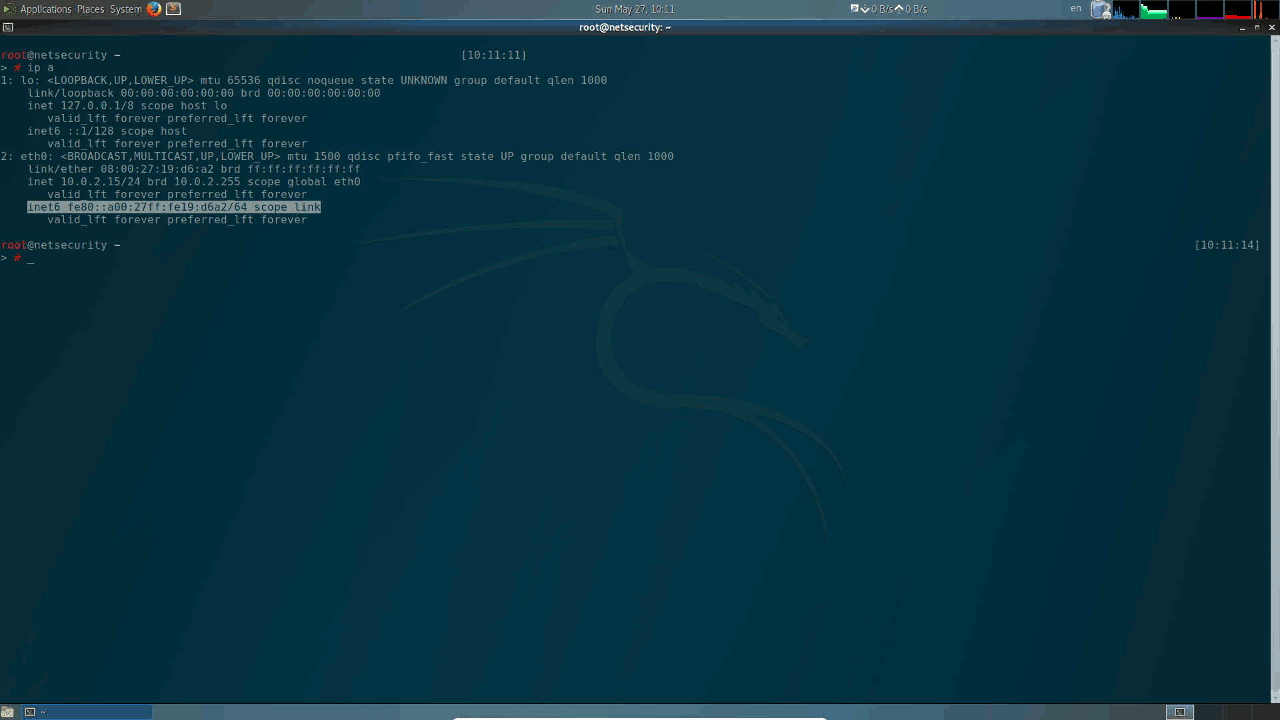 Applications Places System Sun May 27, 10:11 0 B/s 0 B/s en
root@netsecurity: ~
root@netsecurity ~ [10:11:11]
> # ip a
1: lo: <LOOPBACK,UP,LOWER_UP> mtu 65536 qdisc noqueue state UNKNOWN group default qlen 1000
link/loopback 00:00:00:00:00:00 brd 00:00:00:00:00:00
inet 127.0.0.1/8 scope host lo
valid_lft forever preferred_lft forever
inet6 ::1/128 scope host
valid_lft forever preferred_lft forever
2: eth0: <BROADCAST,MULTICAST,UP,LOWER_UP> mtu 1500 qdisc pfifo_fast state UP group default qlen 1000
link/ether 08:00:27:19:d6:a2 brd ff:ff:ff:ff:ff:ff
inet 10.0.2.15/24 brd 10.0.2.255 scope global eth0
valid_lft forever preferred_lft forever
inet6 fe80::a00:27ff:fe19:d6a2/64 scope link
valid_lft forever preferred_lft forever
root@netsecurity ~ [10:11:14]
> # _
~